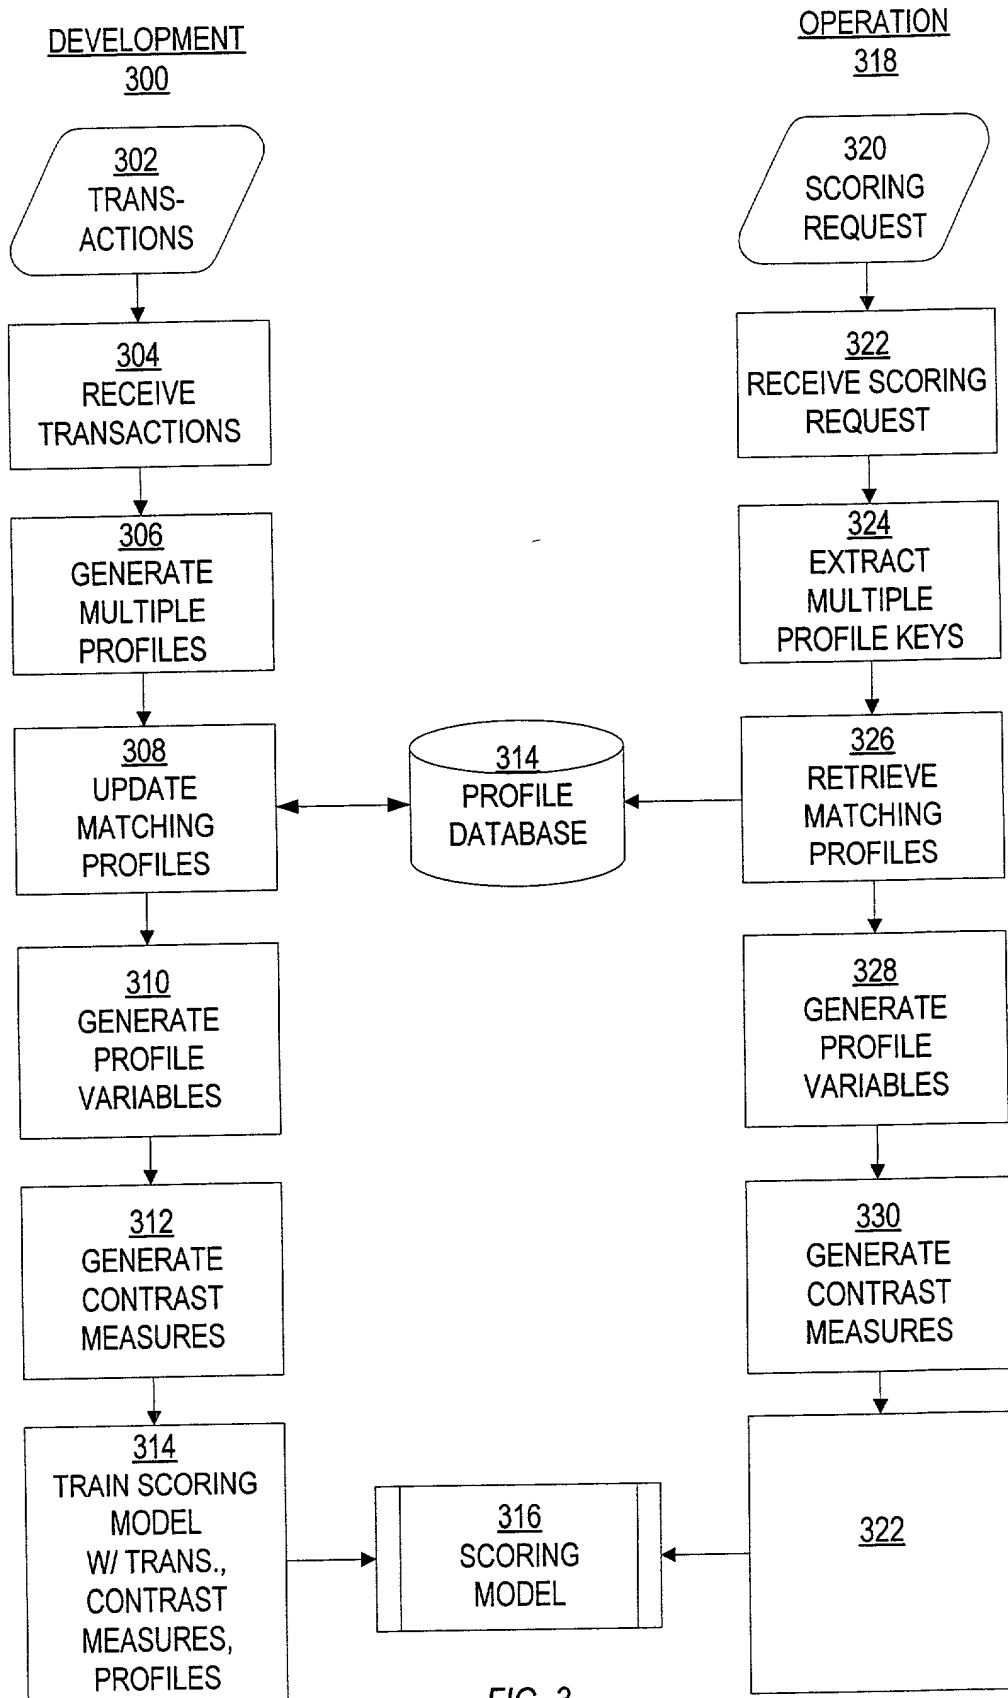 DEVELOPMENT
300
302
TRANS-
ACTIONS
304
RECEIVE
TRANSACTIONS
306
GENERATE
MULTIPLE
PROFILES
308
UPDATE
MATCHING
PROFILES
310
GENERATE
PROFILE
VARIABLES
312
GENERATE
CONTRAST
MEASURES
314
TRAIN SCORING
MODEL
W/ TRANS.,
CONTRAST
MEASURES,
PROFILES
314
PROFILE
DATABASE
316
SCORING
MODEL
OPERATION
318
320
SCORING
REQUEST
322
RECEIVE SCORING
REQUEST
324
EXTRACT
MULTIPLE
PROFILE KEYS
326
RETRIEVE
MATCHING
PROFILES
328
GENERATE
PROFILE
VARIABLES
330
GENERATE
CONTRAST
MEASURES
322